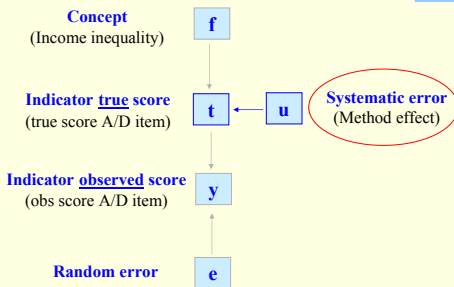 Concept
(Income inequality)
f
Indicator true score
(true score A/D item)
t
u
Systematic error
(Method effect)
Indicator observed score
(obs score A/D item)
y
Random error
e